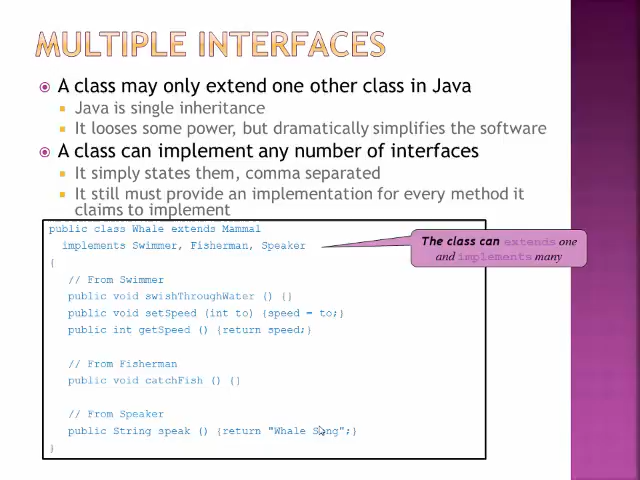 MULTIPLE INTERFACES
A class may only extend one other class in Java
Java is single inheritance
It looses some power, but dramatically simplifies the software
A class can implement any number of interfaces
It simply states them, comma separated
It still must provide an implementation for every method it
claims to implement
public class Whale extends Mammal
implements Swimmer, Fisherman, Speaker
The class can extends one
and implements many
{
// From Swimmer
public void swishThroughWater () {}
public void setSpeed (int to) {speed = to;}
public int getSpeed () {return speed;}
// From Fisherman
public void catchFish () {}
// From Speaker
public String speak () {return "Whale Song";}
}